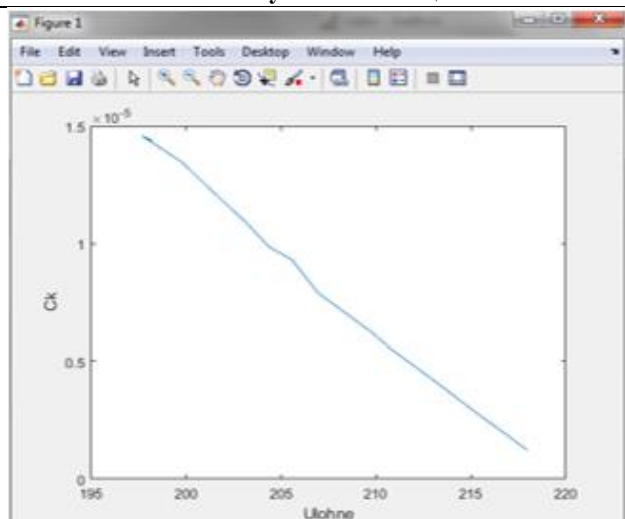 Figure 1
File Edit View Insert Tools Desktop Window Help
× 10⁻⁵
1.5
1
0.5
0
195 200 205 210 215 220
Ck
Ulohne